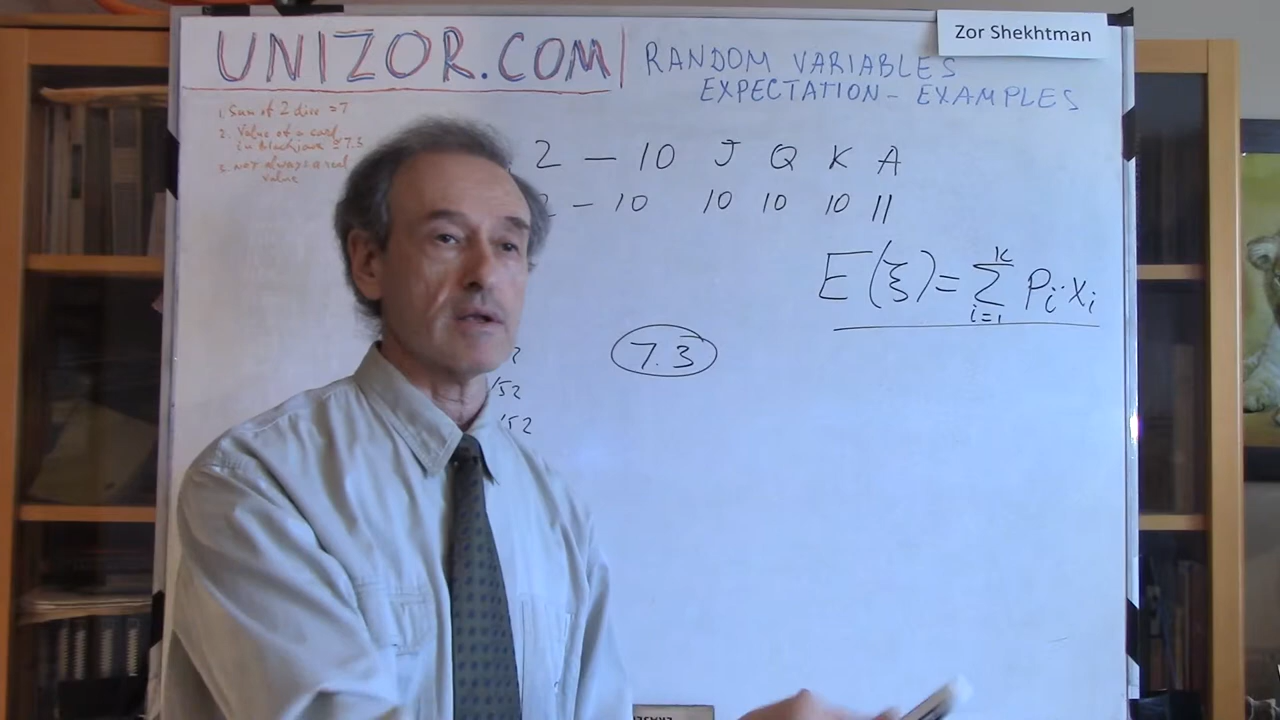 Zor Shekhtman
UNIZOR.COM
RANDOM VARIABLES
EXPECTATION - EXAMPLES
1. Sum of 2 dice = 7
2. Value of a card
in blackjack ≅ 7.3
3. Not always a real
value
2 — 10 J Q K A
2 — 10 10 10 10 11
E(ξ) = Σ i=1 K Pi · Xi
7.3
/52
/52